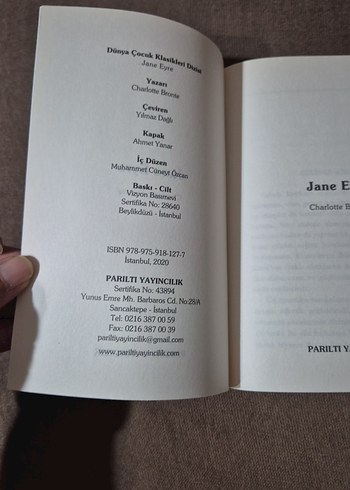 Dünya Çocuk Klasikleri Dizisi
Jane Eyre
Yazarı
Charlotte Bronte
Çeviren
Yılmaz Dağlı
Kapak
Ahmet Yanar
İç Düzen
Muhammet Cüneyt Özcan
Baskı - Cilt
Vizyon Basımevi
Sertifika No: 28640
Beylikdüzü - İstanbul
ISBN 978-975-918-127-7
İstanbul, 2020
PARILTI YAYINCILIK
Sertifika No: 43894
Yunus Emre Mh. Barbaros Cd. No:28/A
Sancaktepe - İstanbul
Tel: 0216 387 00 59
Fax: 0216 387 00 39
pariltiyayincilik@gmail.com
www.pariltiyayincilik.com
Jane E
Charlotte B
PARILTI YA